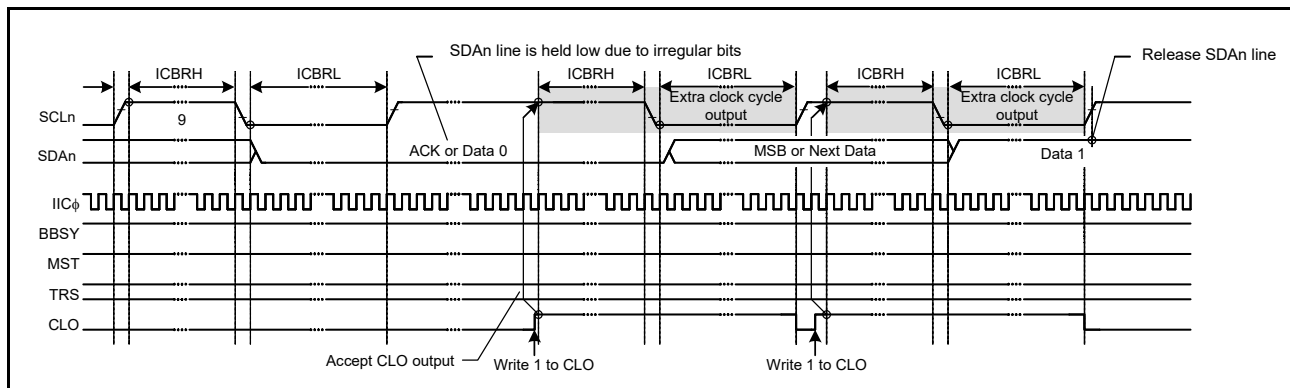 SDAn line is held low due to irregular bits
Release SDAn line
ICBRH
ICBRL
ICBRH
ICBRL
ICBRH
ICBRL
Extra clock cycle
output
Extra clock cycle
output
SCLn
9
SDAn
ACK or Data 0
MSB or Next Data
Data 1
IICϕ
BBSY
MST
TRS
CLO
Accept CLO output
Write 1 to CLO
Write 1 to CLO